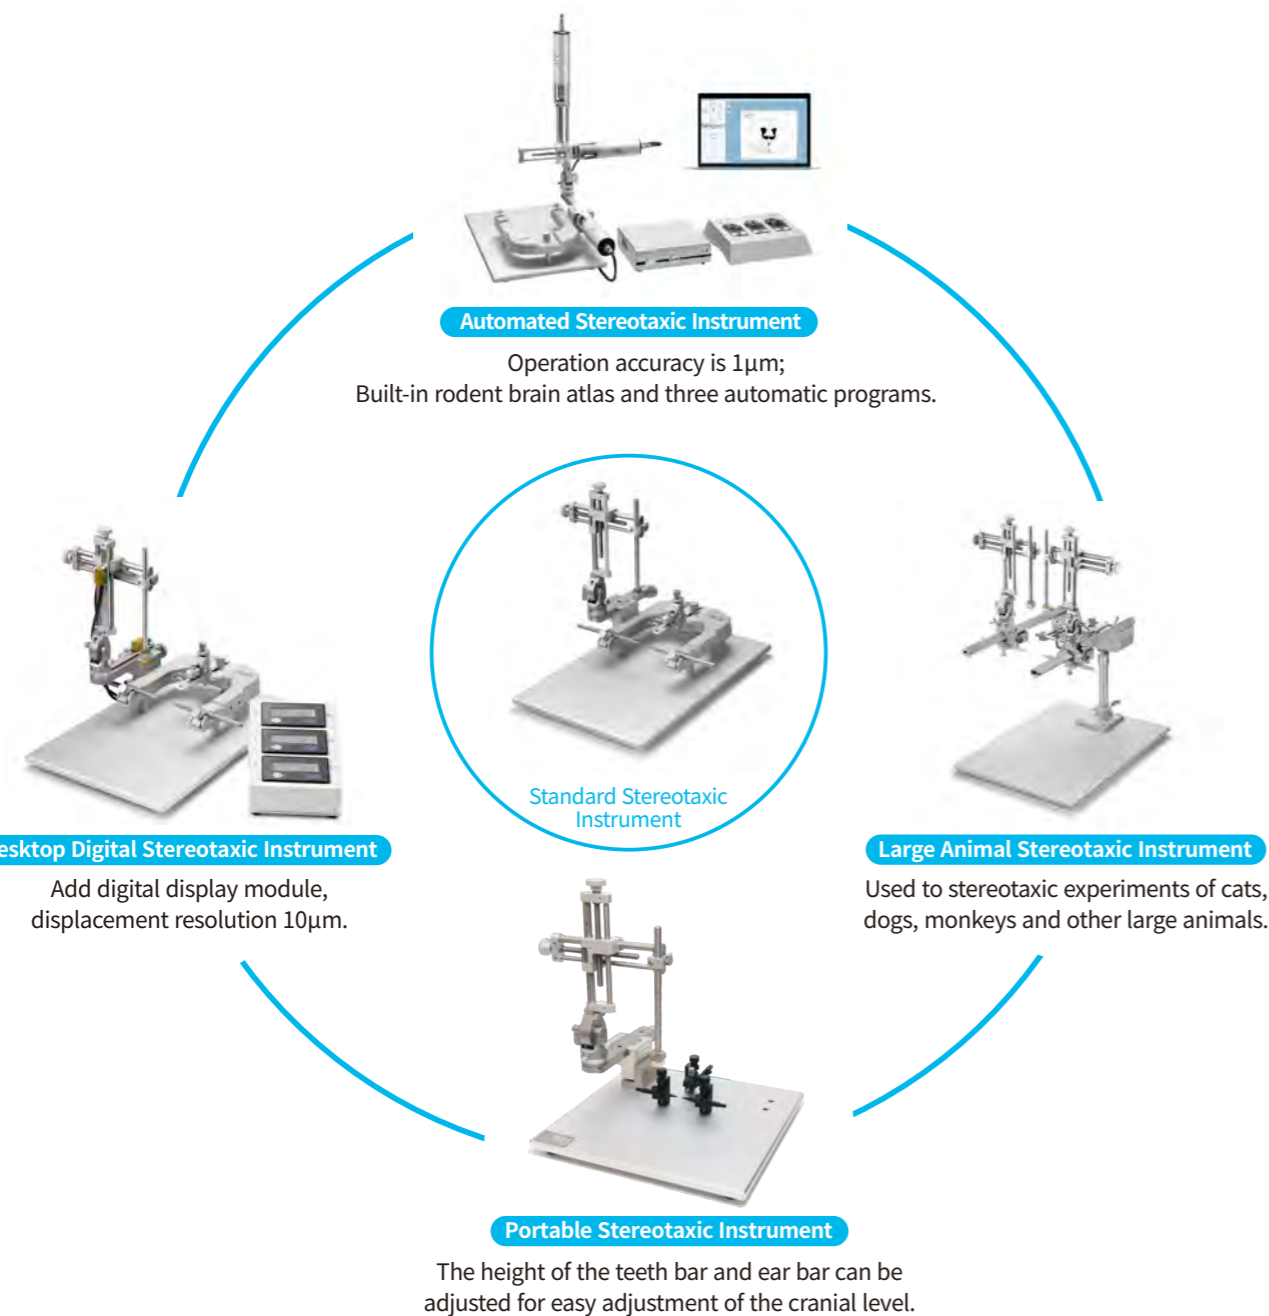 Automated Stereotaxic Instrument
Operation accuracy is 1μm;
Built-in rodent brain atlas and three automatic programs.
Standard Stereotaxic
Instrument
esktop Digital Stereotaxic Instrument
Add digital display module,
displacement resolution 10μm.
Large Animal Stereotaxic Instrument
Used to stereotaxic experiments of cats,
dogs, monkeys and other large animals.
Portable Stereotaxic Instrument
The height of the teeth bar and ear bar can be
adjusted for easy adjustment of the cranial level.